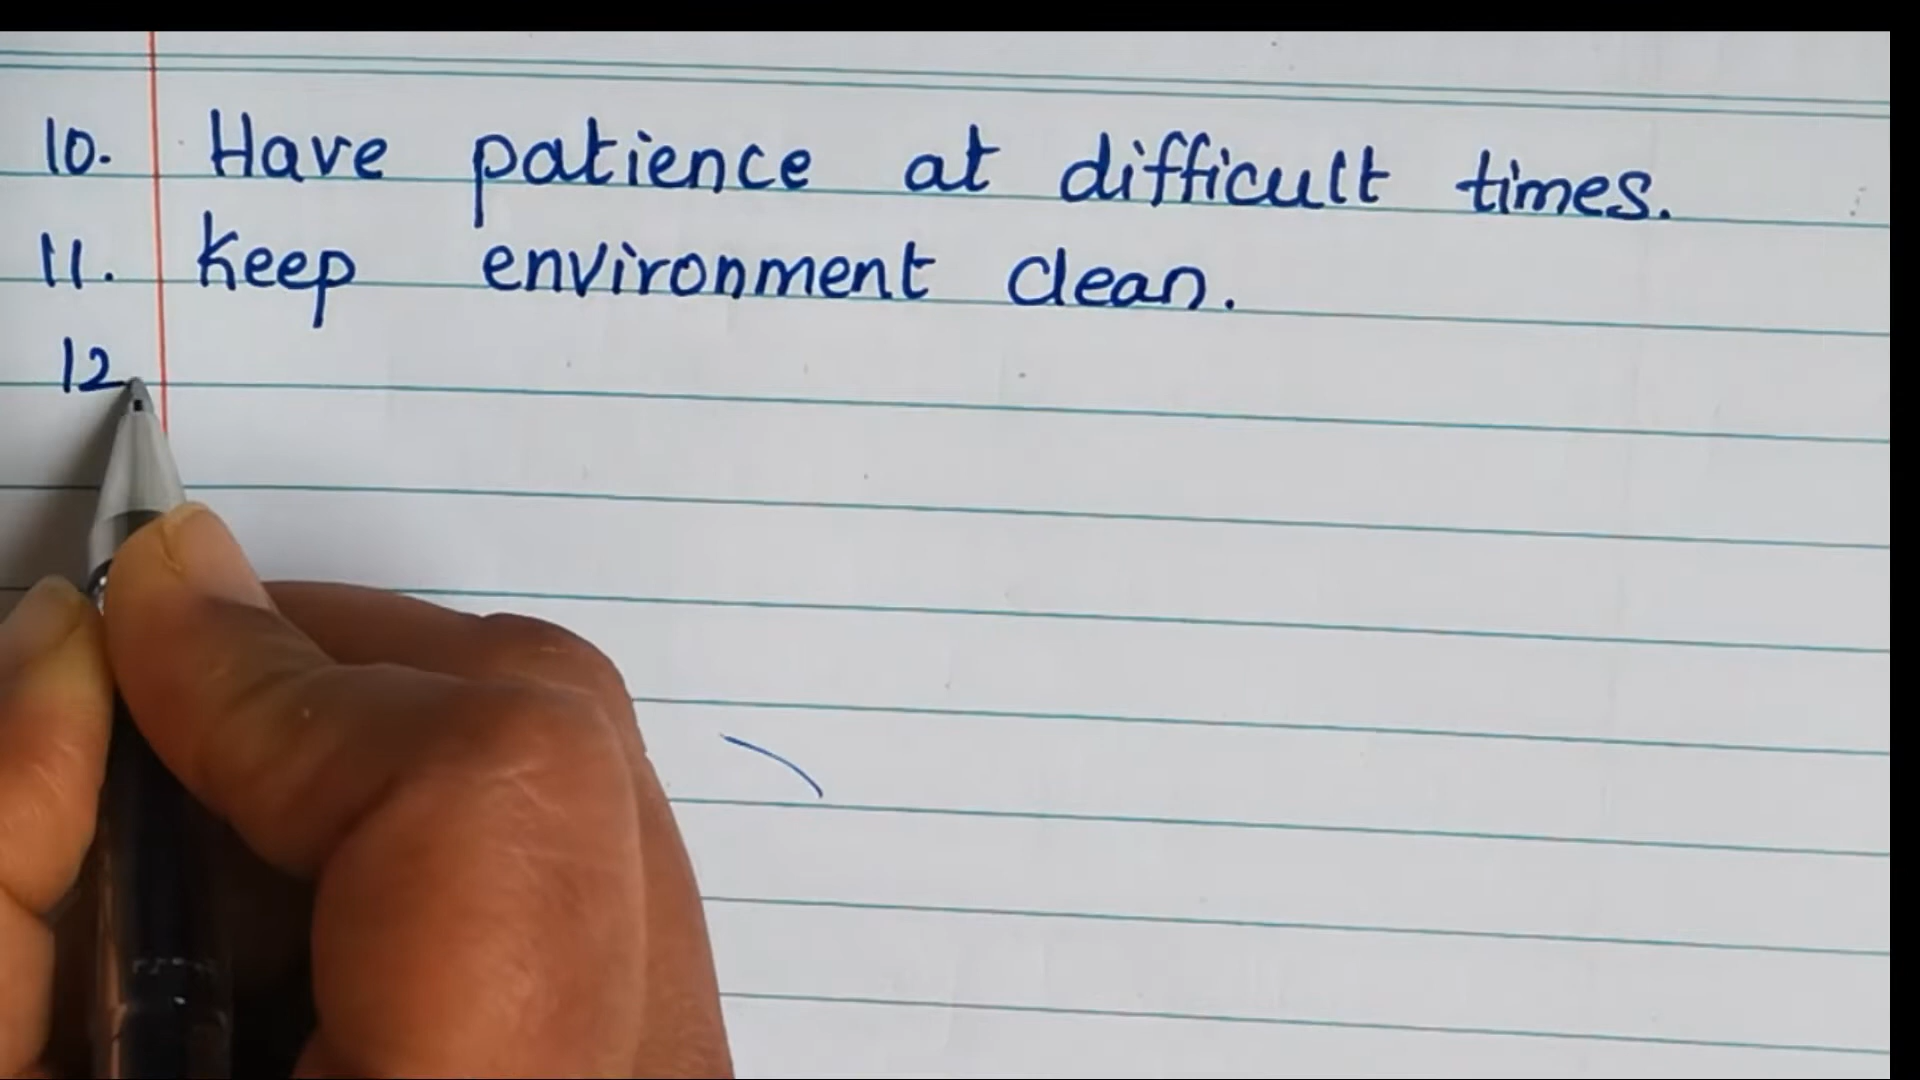 10. Have patience at difficult times.
11. Keep environment clean.
12.